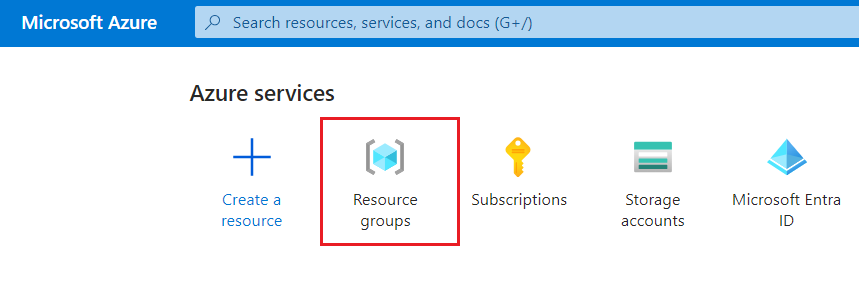 Microsoft Azure
Search resources, services, and docs (G+/)
Azure services
Create a
resource
Resource
groups
Subscriptions
Storage
accounts
Microsoft Entra
ID